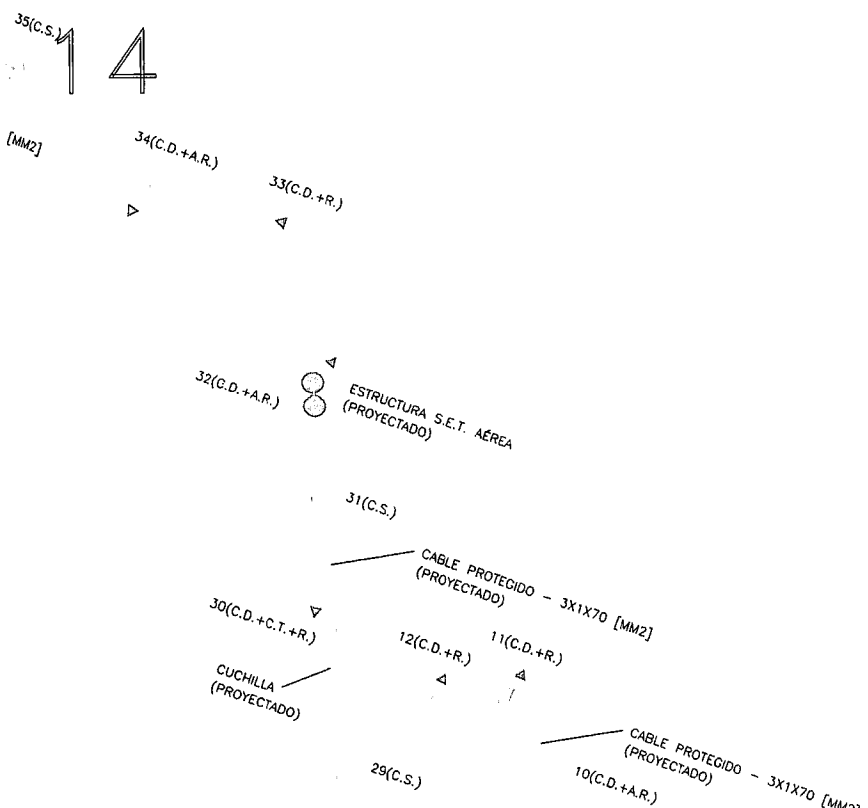 35(C.S.)
14
[MM2]
34(C.D.+A.R.)
33(C.D.+R.)
32(C.D.+A.R.)
ESTRUCTURA S.E.T. AÉREA
(PROYECTADO)
31(C.S.)
CABLE PROTEGIDO - 3X1X70 [MM2]
(PROYECTADO)
30(C.D.+C.T.+R.)
12(C.D.+R.)
11(C.D.+R.)
CUCHILLA
(PROYECTADO)
CABLE PROTEGIDO - 3X1X70 [MM2]
(PROYECTADO)
29(C.S.)
10(C.D.+A.R.)